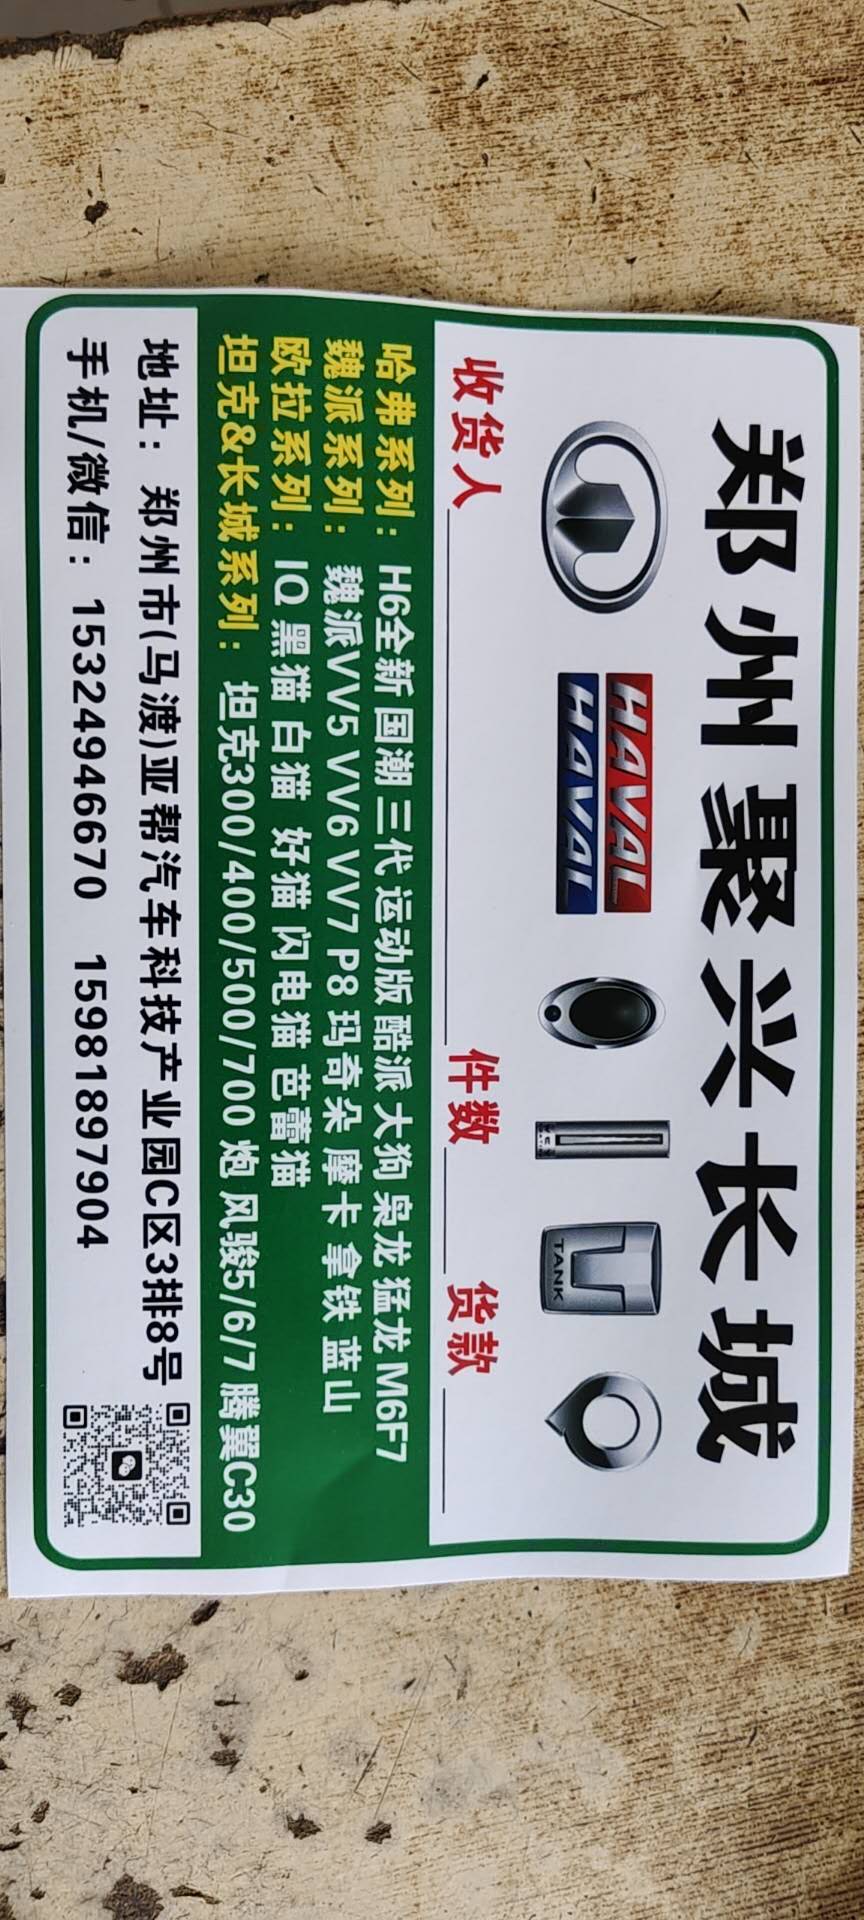 郑州聚兴长城
HAVAL
HAVAL
TANK
收货人 件数 货款
哈弗系列： H6全新 国潮 三代 运动版 酷派 大狗 枭龙 猛龙 M6F7
魏派系列： 魏派VV5 VV6 VV7 P8 玛奇朵 摩卡 拿铁 蓝山
欧拉系列： IQ 黑猫 白猫 好猫 闪电猫 芭蕾猫
坦克&长城系列： 坦克300/400/500/700 炮 风骏5/6/7 腾翼C30
地址： 郑州市(马渡)亚帮汽车科技产业园C区3排8号
手机/微信： 15324946670 15981897904